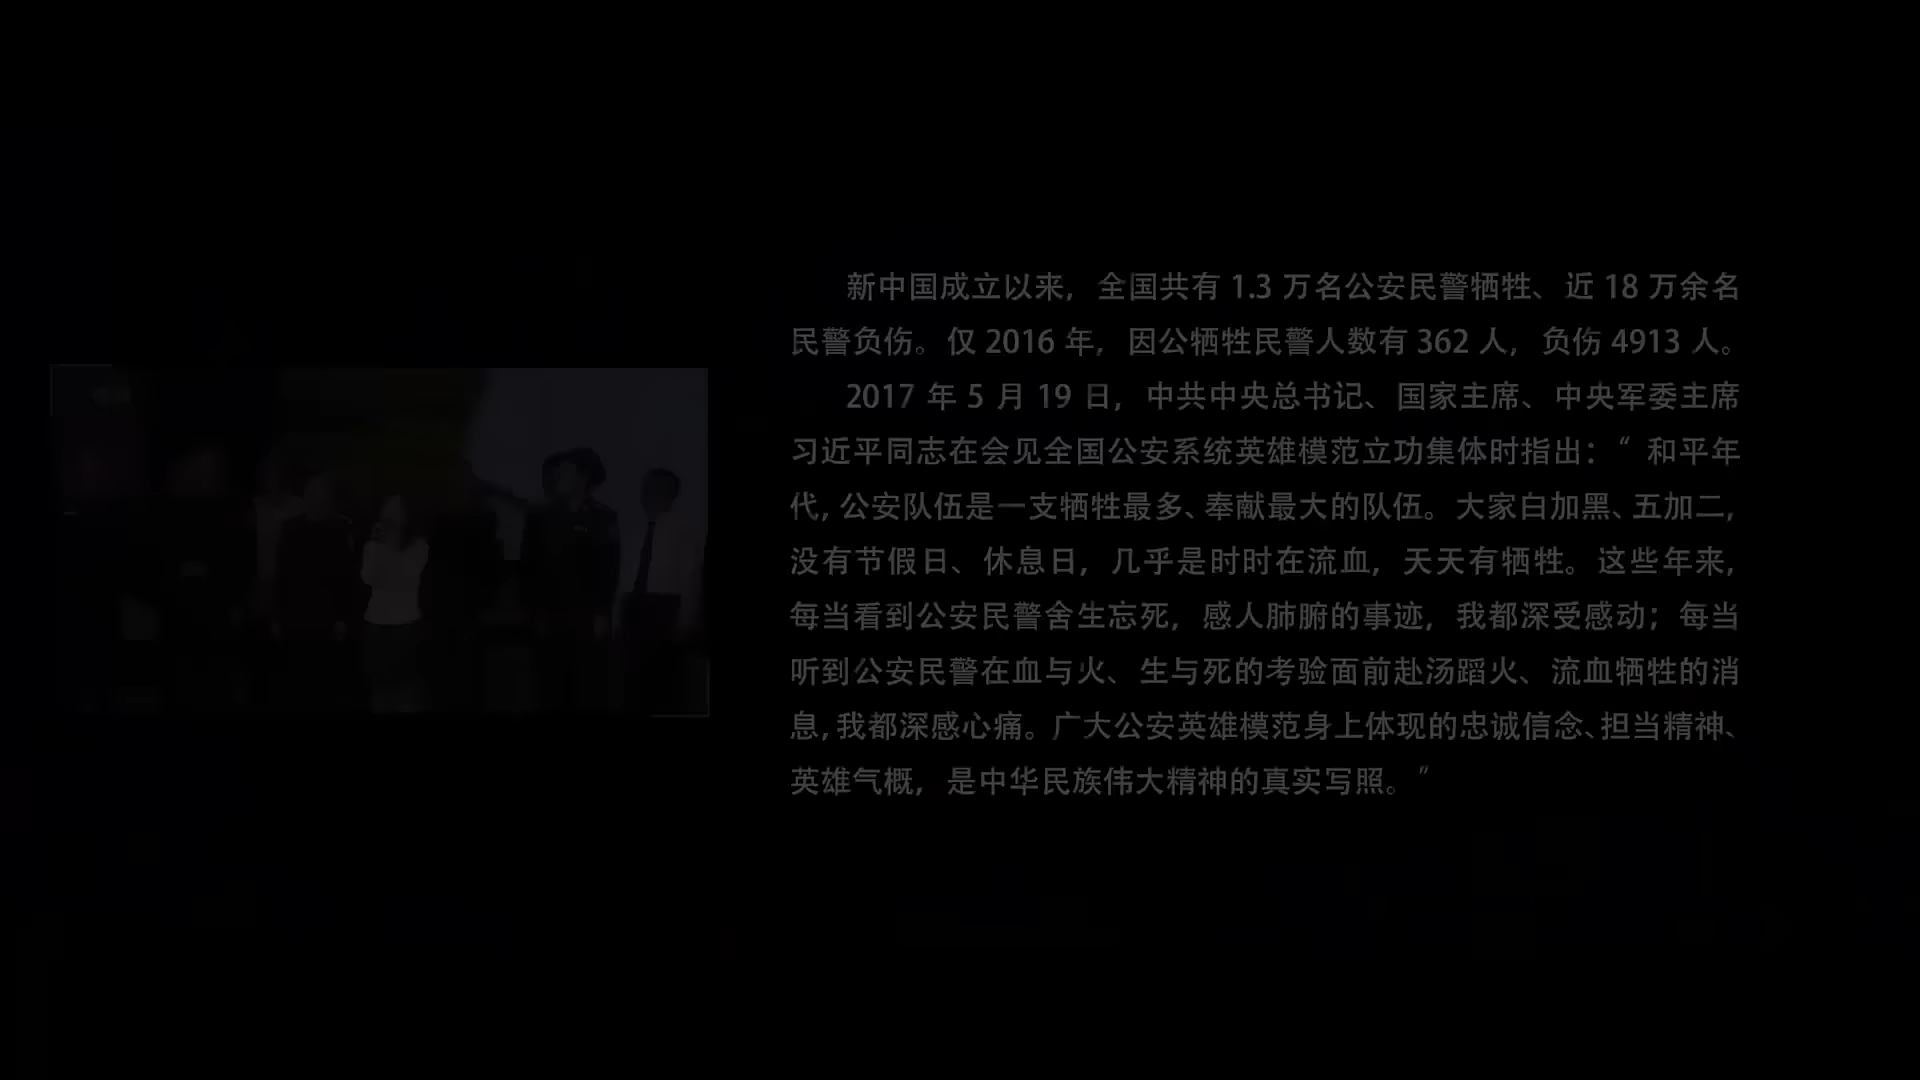 新中国成立以来，全国共有 1.3 万名公安民警牺牲、近 18 万余名
民警负伤。仅 2016 年，因公牺牲民警人数有 362 人，负伤 4913 人。
2017 年 5 月 19 日，中共中央总书记、国家主席、中央军委主席
习近平同志在会见全国公安系统英雄模范立功集体时指出：“和平年
代，公安队伍是一支牺牲最多、奉献最大的队伍。大家白加黑、五加二，
没有节假日、休息日，几乎是时时在流血，天天有牺牲。这些年来，
每当看到公安民警舍生忘死，感人肺腑的事迹，我都深受感动；每当
听到公安民警在血与火、生与死的考验面前赴汤蹈火、流血牺牲的消
息，我都深感心痛。广大公安英雄模范身上体现的忠诚信念、担当精神、
英雄气概，是中华民族伟大精神的真实写照。”